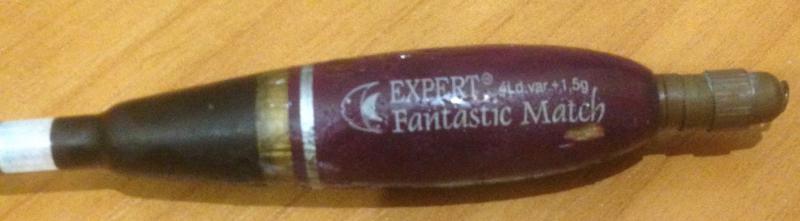 EXPERT® 4Ld.var.+1,5g
Fantastic Match